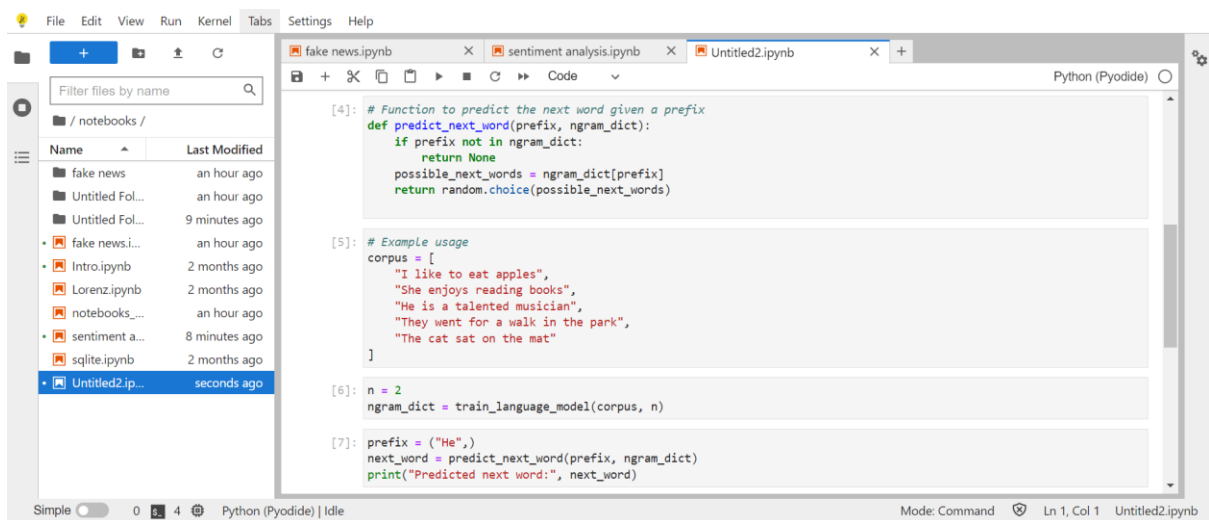 File Edit View Run Kernel Tabs Settings Help
Filter files by name
/ notebooks /
Name Last Modified
fake news an hour ago
Untitled Fol... an hour ago
Untitled Fol... 9 minutes ago
fake news.i... an hour ago
Intro.ipynb 2 months ago
Lorenz.ipynb 2 months ago
notebooks_... an hour ago
sentiment a... 8 minutes ago
sqlite.ipynb 2 months ago
Untitled2.ip... seconds ago
fake news.ipynb sentiment analysis.ipynb Untitled2.ipynb
Code Python (Pyodide)
[4]: # Function to predict the next word given a prefix
def predict_next_word(prefix, ngram_dict):
    if prefix not in ngram_dict:
        return None
    possible_next_words = ngram_dict[prefix]
    return random.choice(possible_next_words)
[5]: # Example usage
corpus = [
    "I like to eat apples",
    "She enjoys reading books",
    "He is a talented musician",
    "They went for a walk in the park",
    "The cat sat on the mat"
]
[6]: n = 2
ngram_dict = train_language_model(corpus, n)
[7]: prefix = ("He",)
next_word = predict_next_word(prefix, ngram_dict)
print("Predicted next word:", next_word)
Simple 0 $_ 4 Python (Pyodide) | Idle Mode: Command Ln 1, Col 1 Untitled2.ipynb